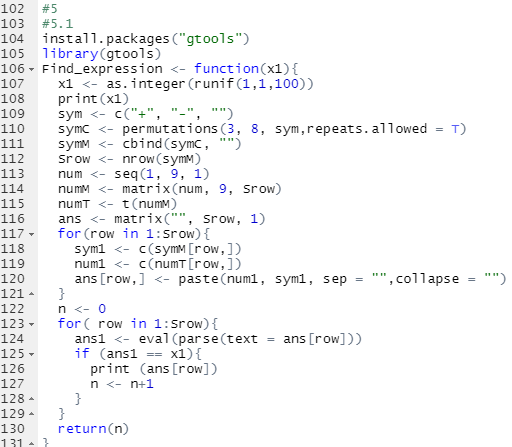 102 #5
103 #5.1
104 install.packages("gtools")
105 library(gtools)
106 Find_expression <- function(x1){
107 x1 <- as.integer(runif(1,1,100))
108 print(x1)
109 sym <- c("+", "-", "")
110 symC <- permutations(3, 8, sym,repeats.allowed = T)
111 symM <- cbind(symC, "")
112 Srow <- nrow(symM)
113 num <- seq(1, 9, 1)
114 numM <- matrix(num, 9, Srow)
115 numT <- t(numM)
116 ans <- matrix("", Srow, 1)
117 for(row in 1:Srow){
118 sym1 <- c(symM[row,])
119 num1 <- c(numT[row,])
120 ans[row,] <- paste(num1, sym1, sep = "",collapse = "")
121 }
122 n <- 0
123 for( row in 1:Srow){
124 ans1 <- eval(parse(text = ans[row]))
125 if (ans1 == x1){
126 print (ans[row])
127 n <- n+1
128 }
129 }
130 return(n)
131 }